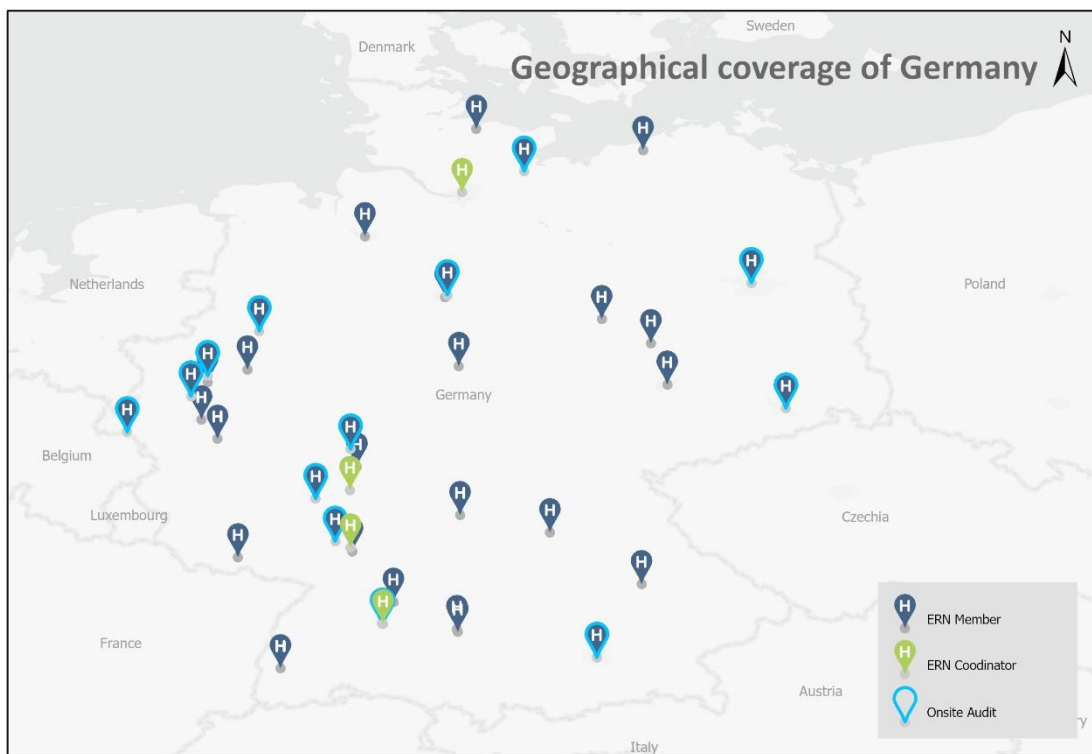 Sweden
Denmark
N
Geographical coverage of Germany
H
H
H
H
H
H
H
Netherlands
Poland
H
H
H
H
H
H
H
H
H
H
Germany
H
H
H
H
Belgium
H
H
H
H
Luxembourg
H
H
Czechia
H
H
H
H
H
H
H
France
H
H
H ERN Member
H ERN Coodinator
Onsite Audit
Austria
ry
Italy